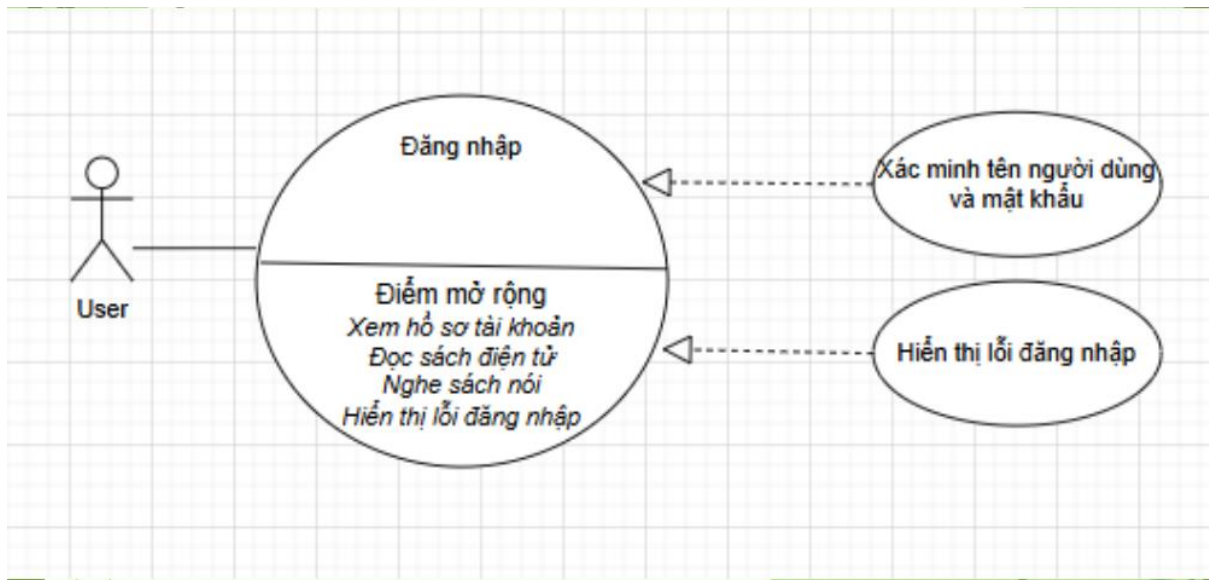 Đăng nhập
User
Điểm mở rộng
Xem hồ sơ tài khoản
Đọc sách điện tử
Nghe sách nói
Hiển thị lỗi đăng nhập
Xác minh tên người dùng
và mật khẩu
Hiển thị lỗi đăng nhập